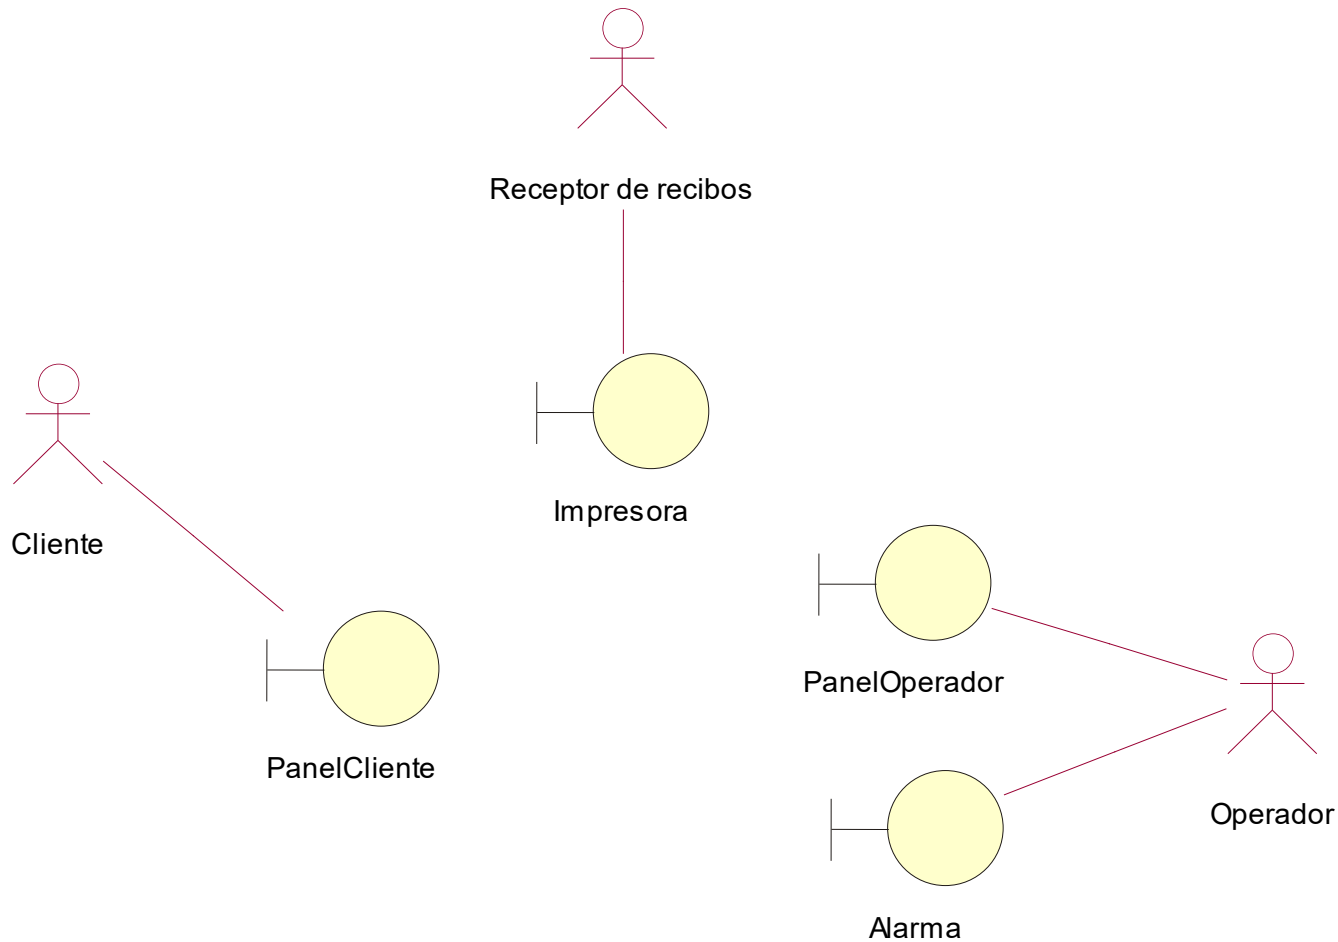 Receptor de recibos
Impresora
Cliente
PanelOperador
PanelCliente
Operador
Alarma